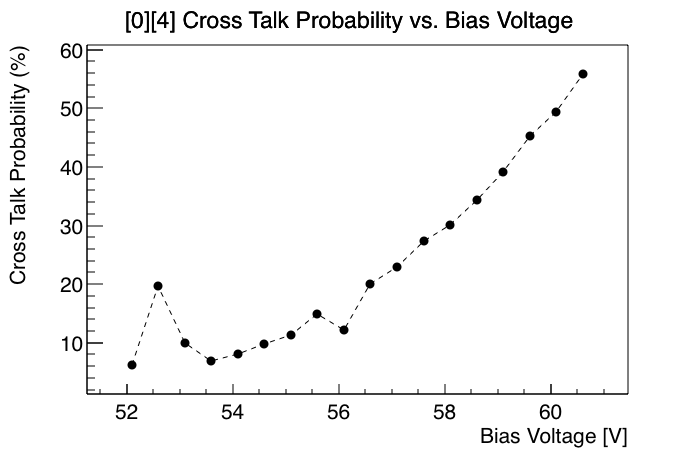 [0][4] Cross Talk Probability vs. Bias Voltage
Cross Talk Probability (%)
60
50
40
30
20
10
52 54 56 58 60
Bias Voltage [V]